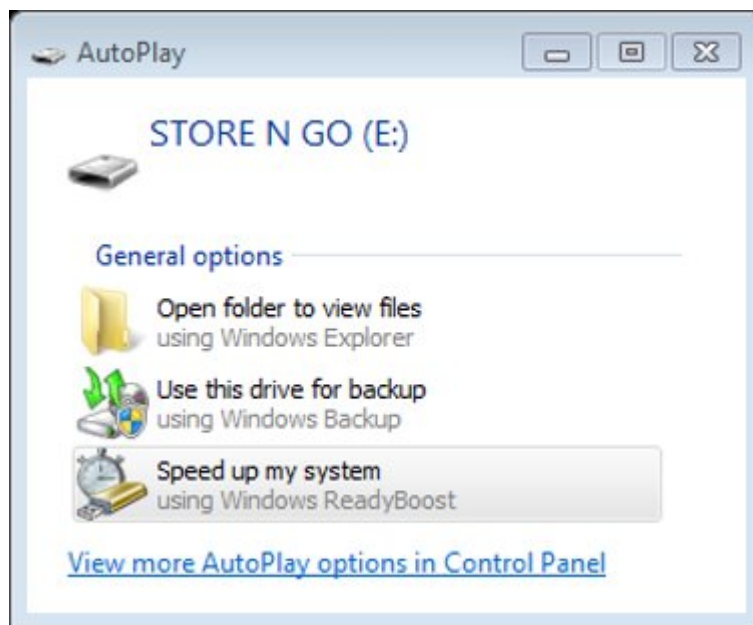 AutoPlay
STORE N GO (E:)
General options
Open folder to view files
using Windows Explorer
Use this drive for backup
using Windows Backup
Speed up my system
using Windows ReadyBoost
View more AutoPlay options in Control Panel